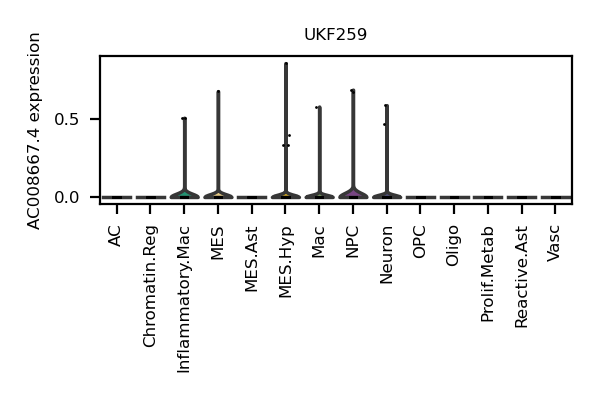 UKF259
AC008667.4 expression
0.5
0.0
AC
Chromatin.Reg
Inflammatory.Mac
MES
MES.Ast
MES.Hyp
Mac
NPC
Neuron
OPC
Oligo
Prolif.Metab
Reactive.Ast
Vasc